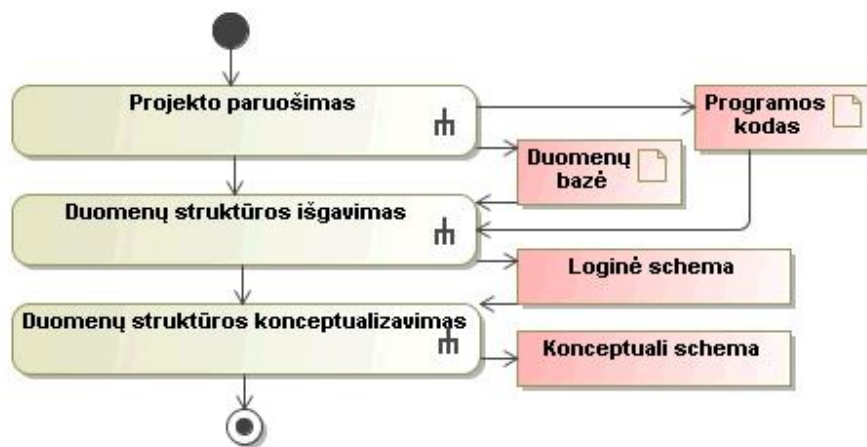 Projekto paruošimas
Programos
kodas
Duomenų
bazė
Duomenų struktūros išgavimas
Loginė schema
Duomenų struktūros konceptualizavimas
Konceptuali schema